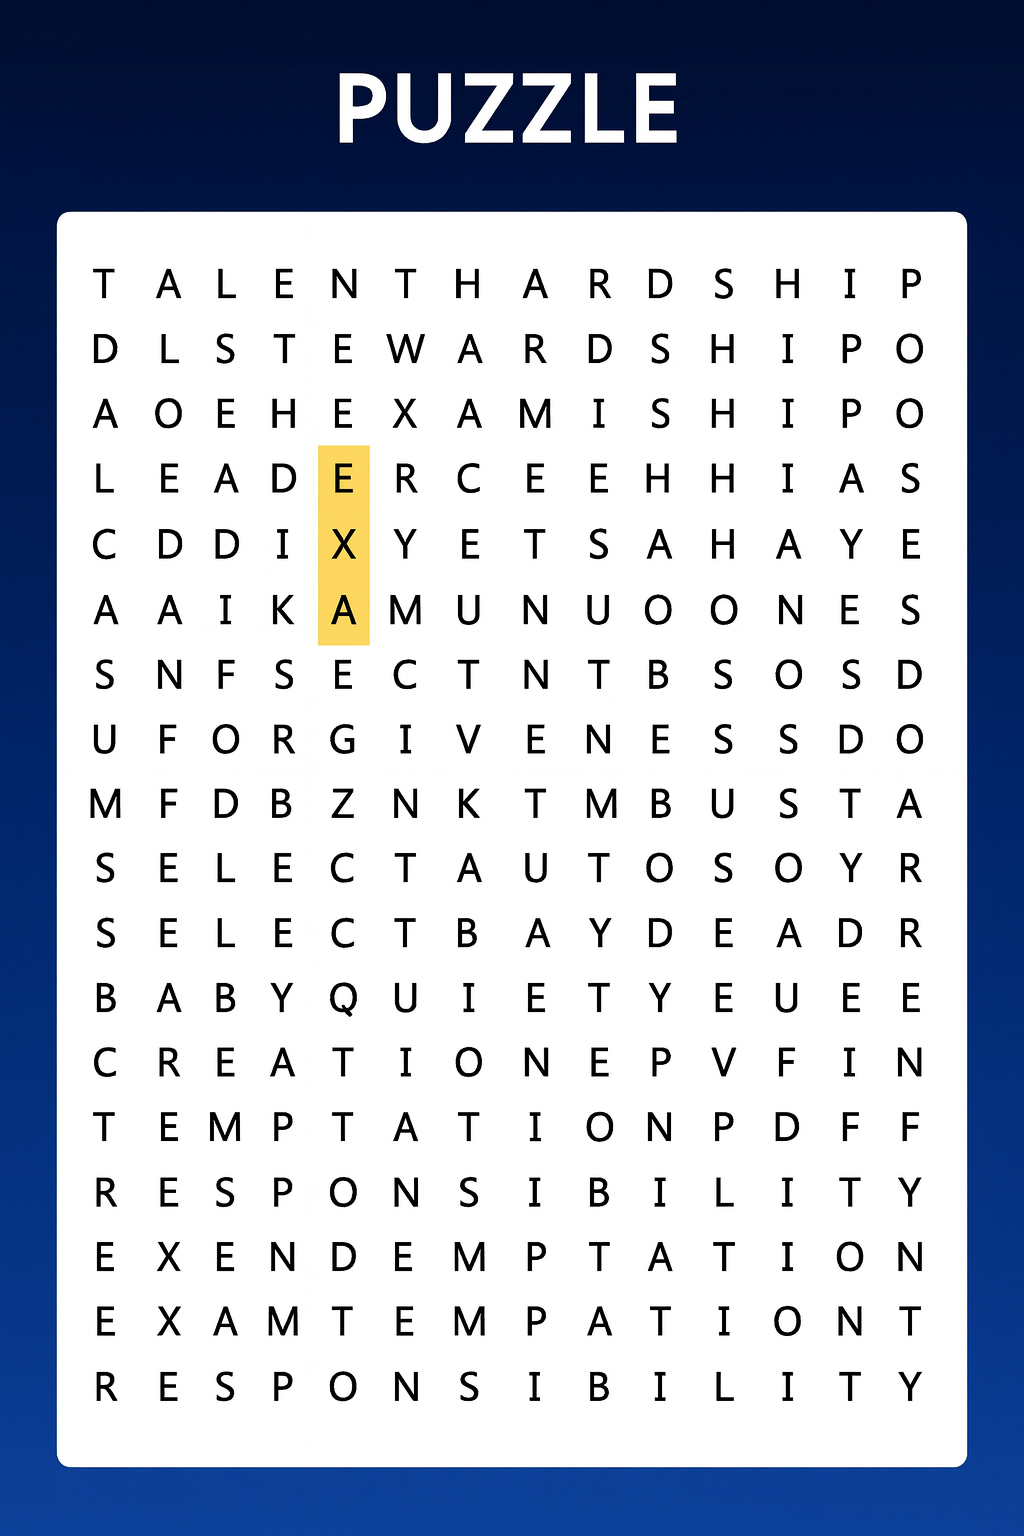 PUZZLE
T A L E N T H A R D S H I P
D L S T E W A R D S H I P O
A O E H E X A M I S H I P O
L E A D E R C E E H H I A S
C D D I X Y E T S A H A Y E
A A I K A M U N U O O N E S
S N F S E C T N T B S O S D
U F O R G I V E N E S S D O
M F D B Z N K T M B U S T A
S E L E C T A U T O S O Y R
S E L E C T B A Y D E A D R
B A B Y Q U I E T Y E U E E
C R E A T I O N E P V F I N
T E M P T A T I O N P D F F
R E S P O N S I B I L I T Y
E X E N D E M P T A T I O N
E X A M T E M P A T I O N T
R E S P O N S I B I L I T Y